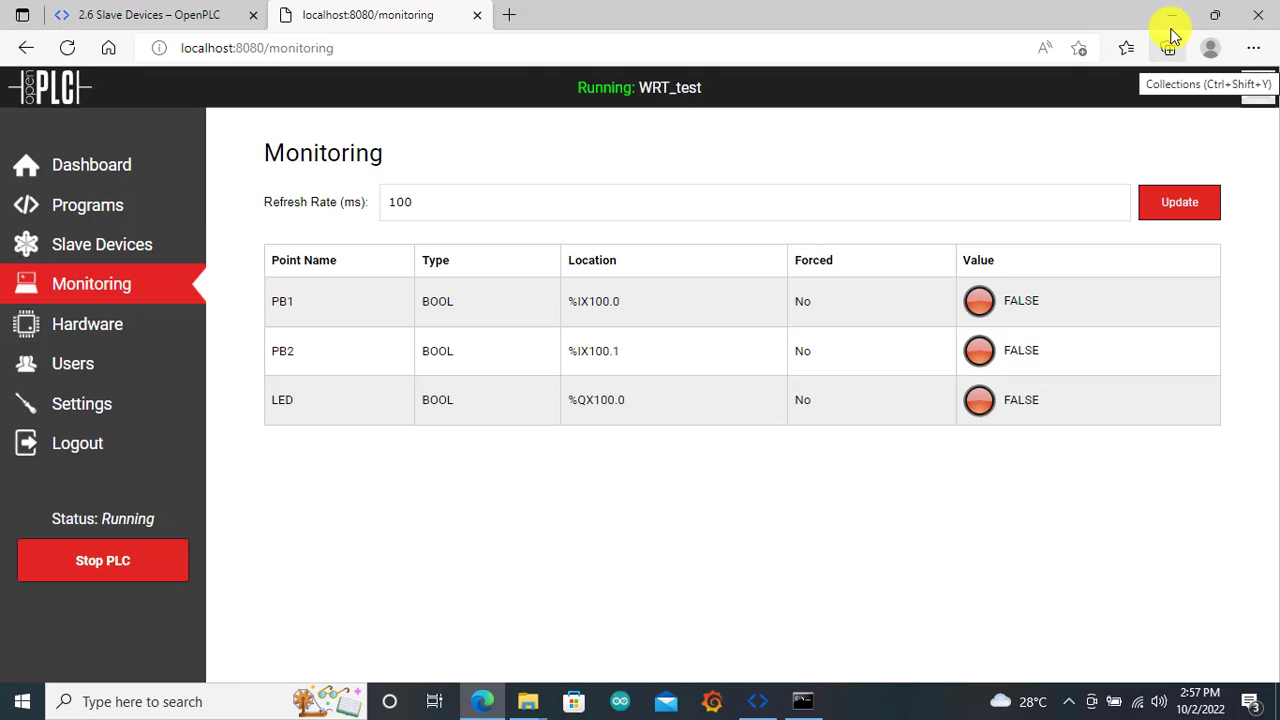 2.6 Slave Devices – OpenPLC
localhost:8080/monitoring
localhost:8080/monitoring
Collections (Ctrl+Shift+Y)
open PLC
Running: WRT_test
Dashboard
Programs
Slave Devices
Monitoring
Hardware
Users
Settings
Logout
Status: Running
Stop PLC
Monitoring
Refresh Rate (ms): 100 Update
Point Name Type Location Forced Value
PB1 BOOL %IX100.0 No FALSE
PB2 BOOL %IX100.1 No FALSE
LED BOOL %QX100.0 No FALSE
Type here to search
28°C
2:57 PM
10/2/2022
3